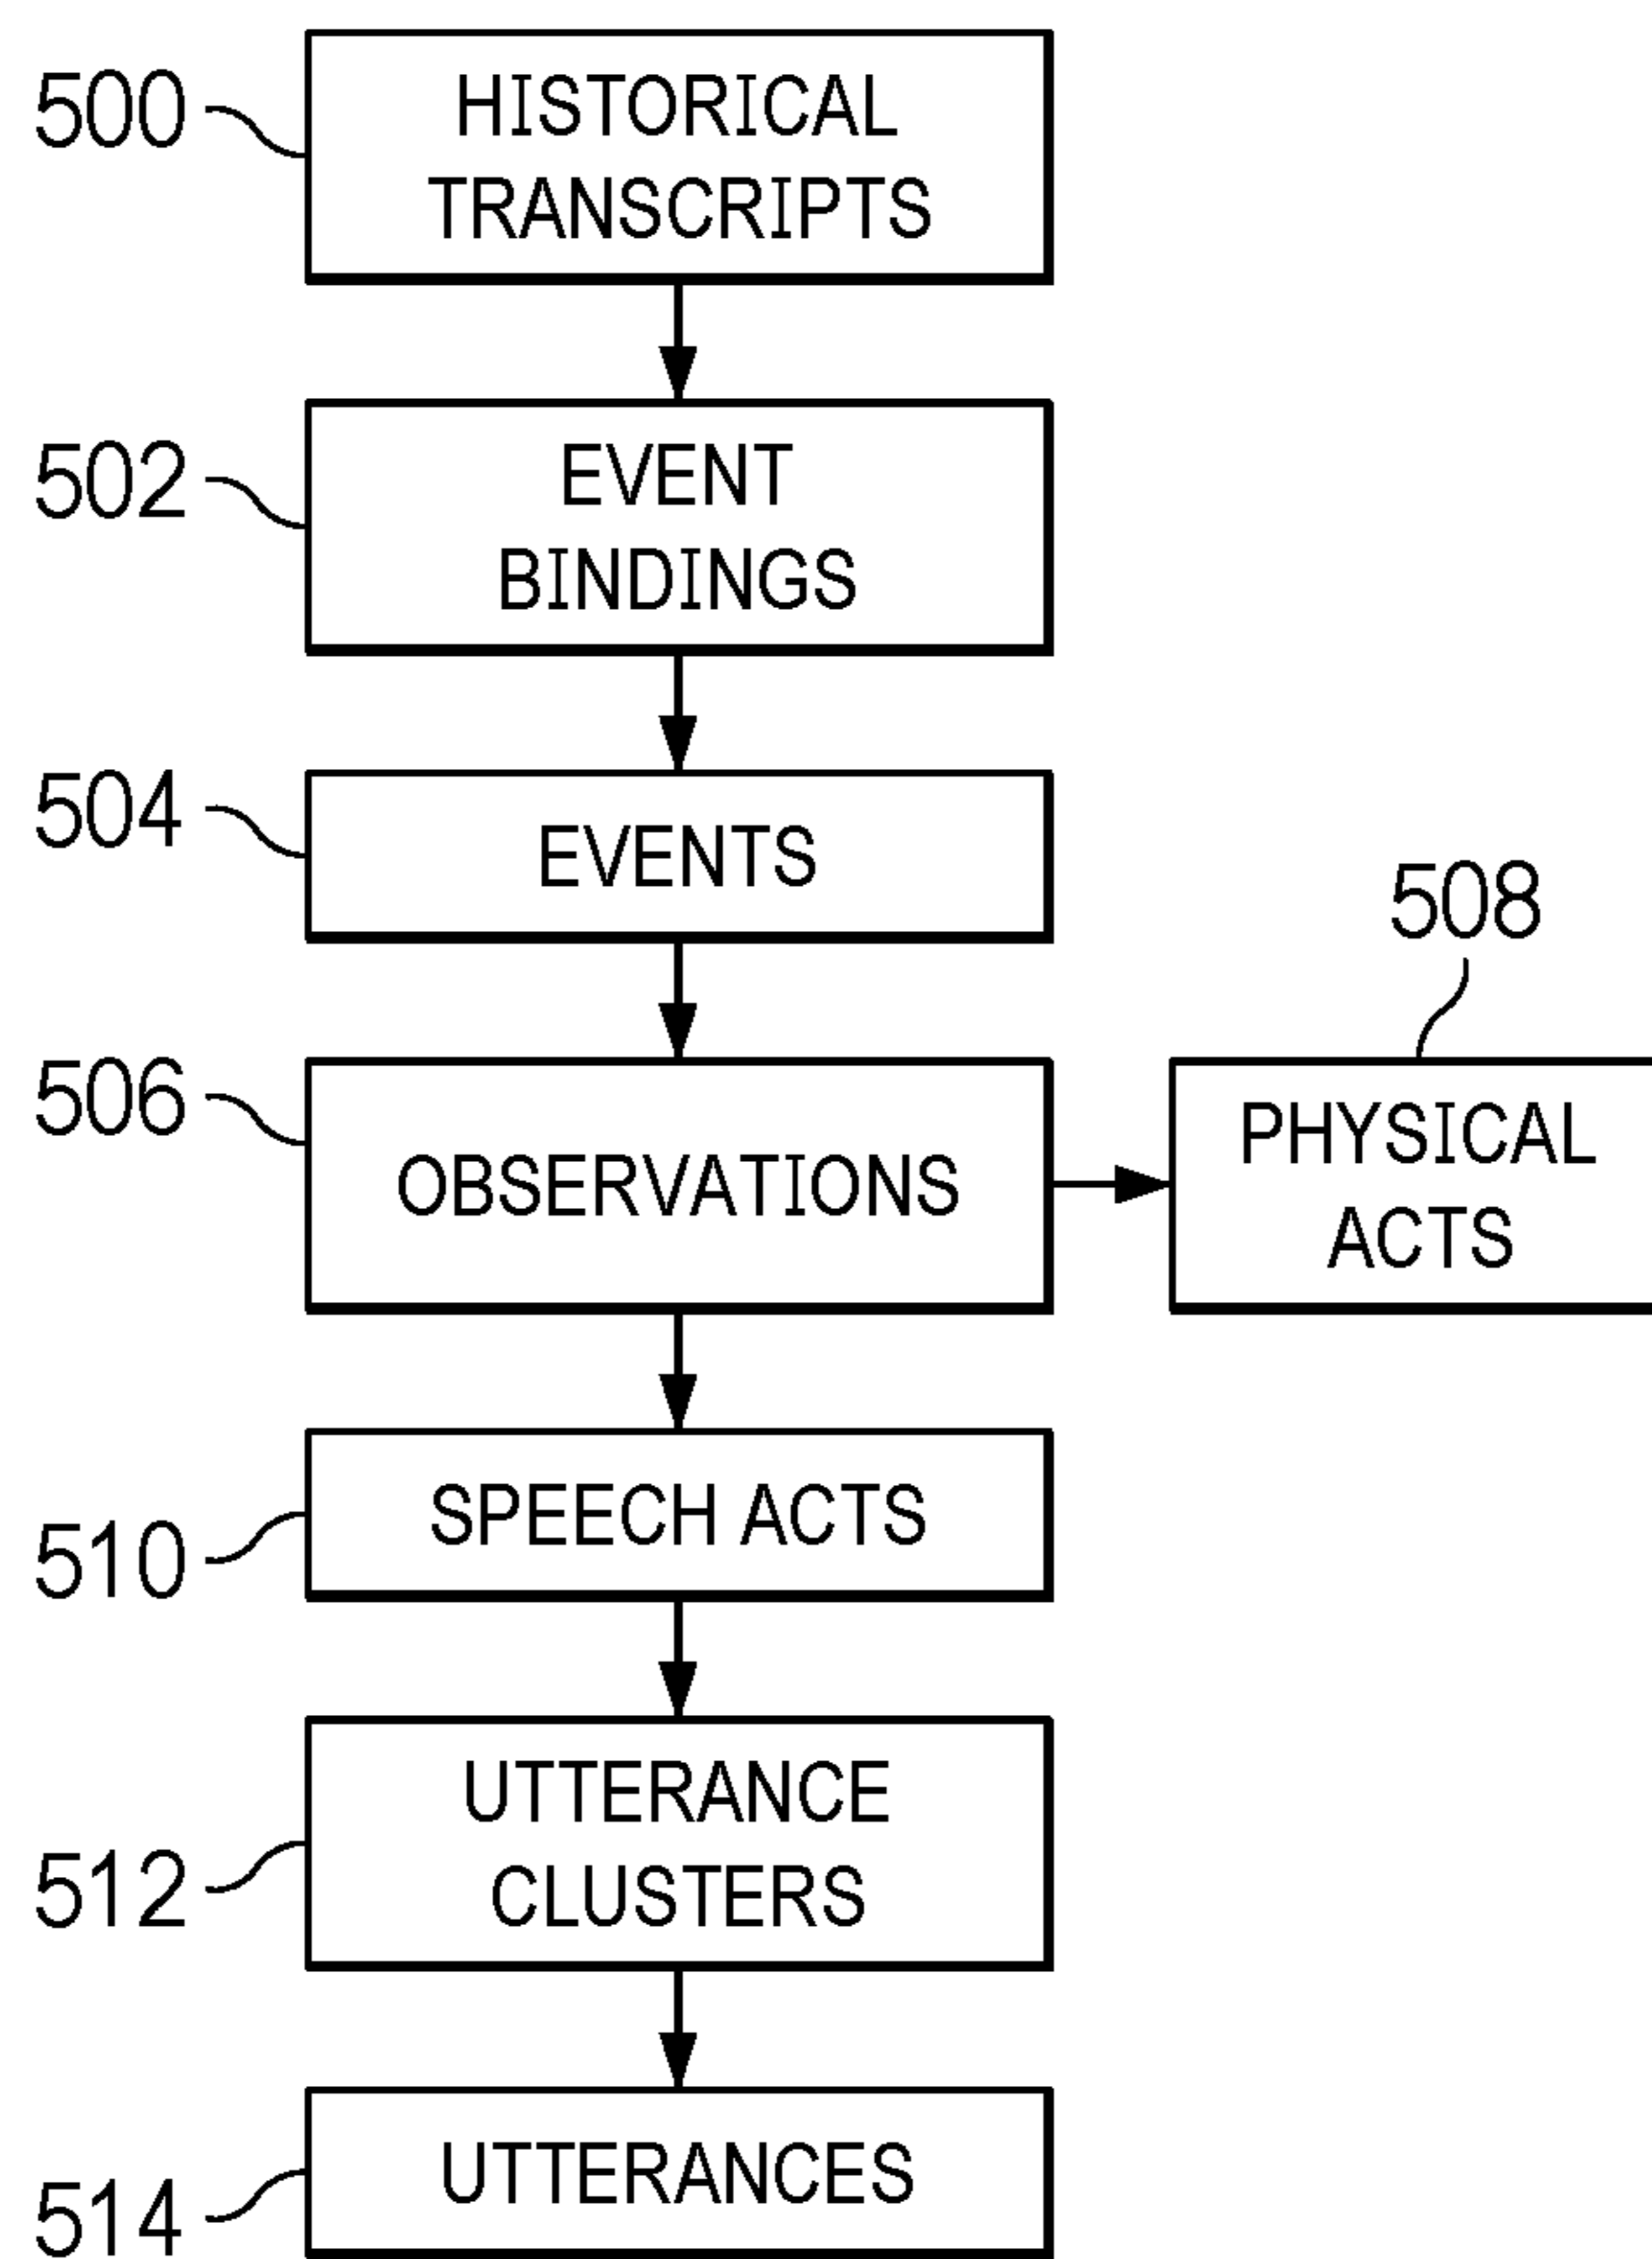 500
HISTORICAL
TRANSCRIPTS
502
EVENT
BINDINGS
504
EVENTS
508
506
OBSERVATIONS
PHYSICAL
ACTS
510
SPEECH ACTS
512
UTTERANCE
CLUSTERS
514
UTTERANCES